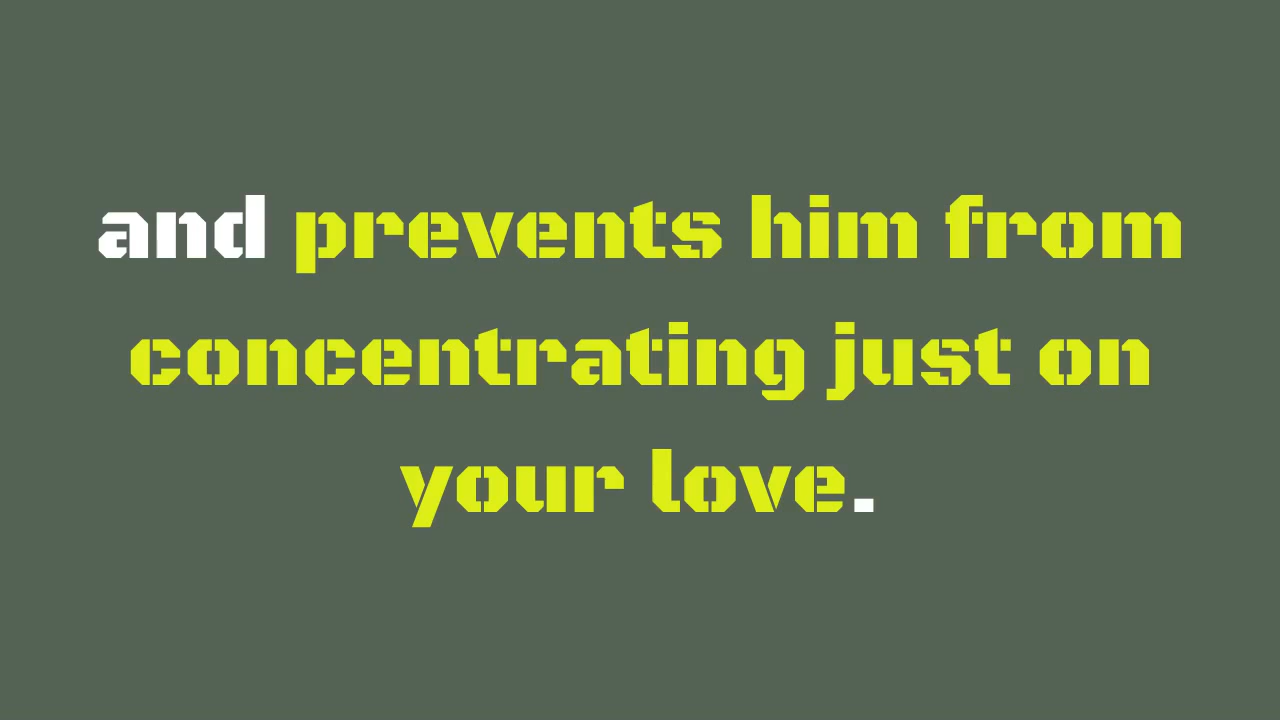 and prevents him from
concentrating just on
your love.